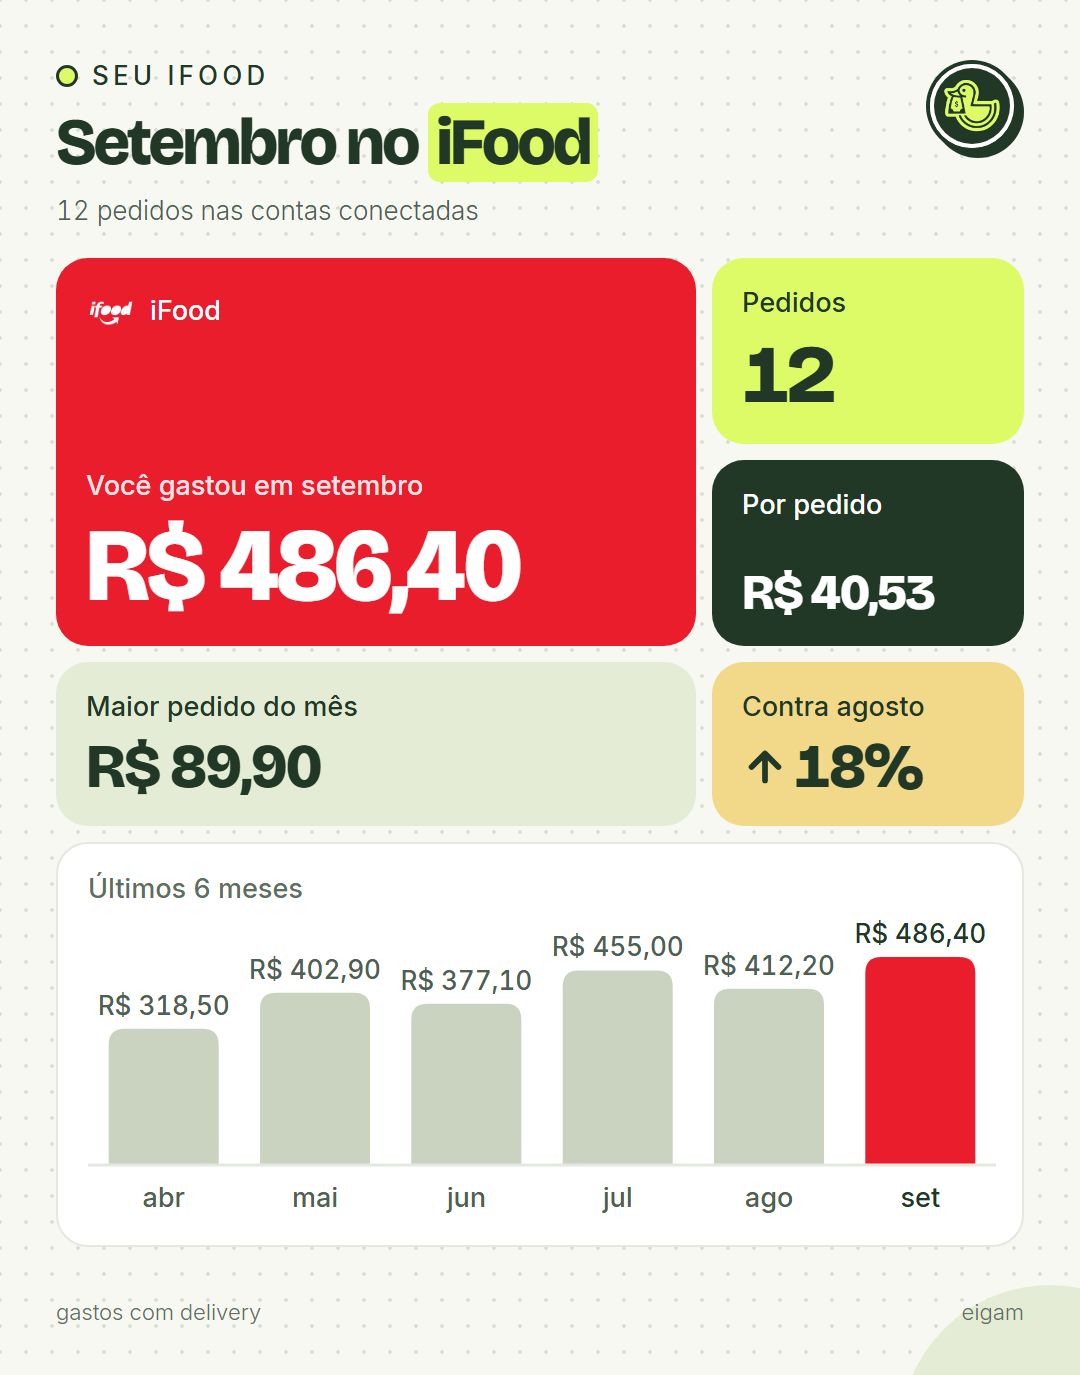 SEU IFOOD
Setembro no iFood
12 pedidos nas contas conectadas
ifood iFood
Você gastou em setembro
R$ 486,40
Pedidos
12
Por pedido
R$ 40,53
Maior pedido do mês
R$ 89,90
Contra agosto
↑ 18%
Últimos 6 meses
R$ 318,50
R$ 402,90
R$ 377,10
R$ 455,00
R$ 412,20
R$ 486,40
abr mai jun jul ago set
gastos com delivery
eigam